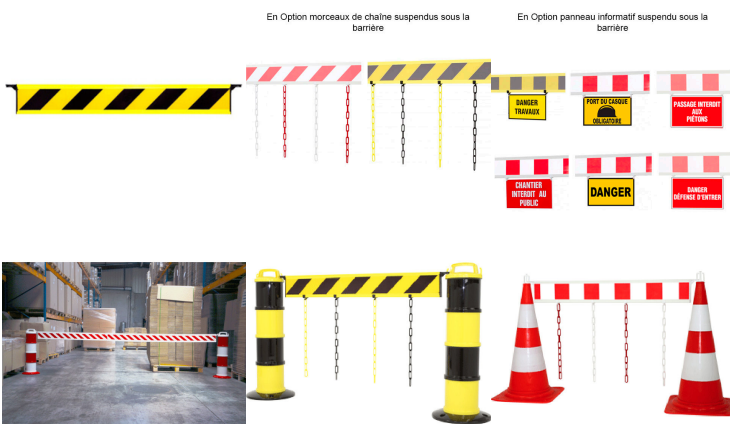 En Option morceaux de chaîne suspendus sous la
barrière
En Option panneau informatif suspendu sous la
barrière
DANGER
TRAVAUX
PORT DU CASQUE
OBLIGATOIRE
PASSAGE INTERDIT
AUX
PIÉTONS
CHANTIER
INTERDIT AU
PUBLIC
DANGER
DANGER
DÉFENSE D'ENTRER